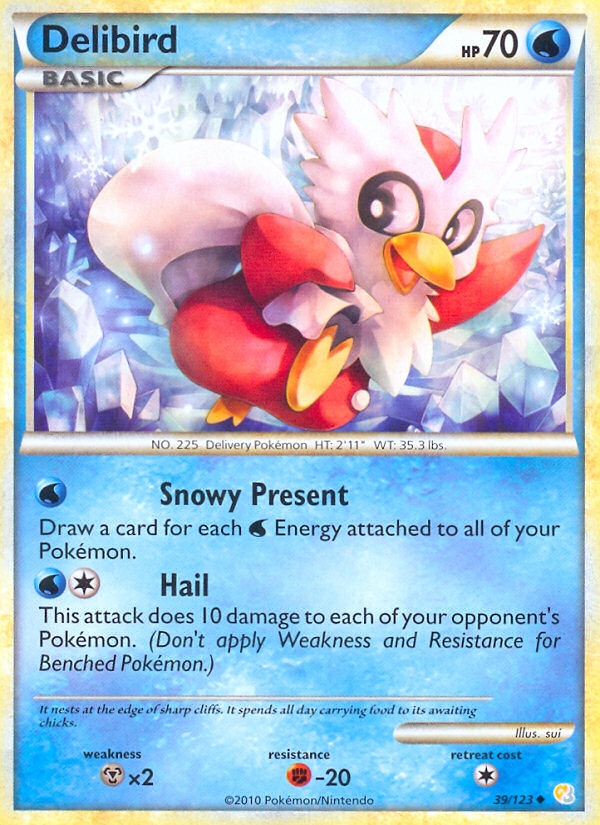 Delibird
HP 70
BASIC
NO. 225 Delivery Pokémon HT: 2'11" WT: 35.3 lbs.
Snowy Present
Draw a card for each Energy attached to all of your
Pokémon.
Hail
This attack does 10 damage to each of your opponent's
Pokémon. (Don't apply Weakness and Resistance for
Benched Pokémon.)
It nests at the edge of sharp cliffs. It spends all day carrying food to its awaiting
chicks.
Illus. sui
weakness resistance retreat cost
×2 -20
©2010 Pokémon/Nintendo
39/123